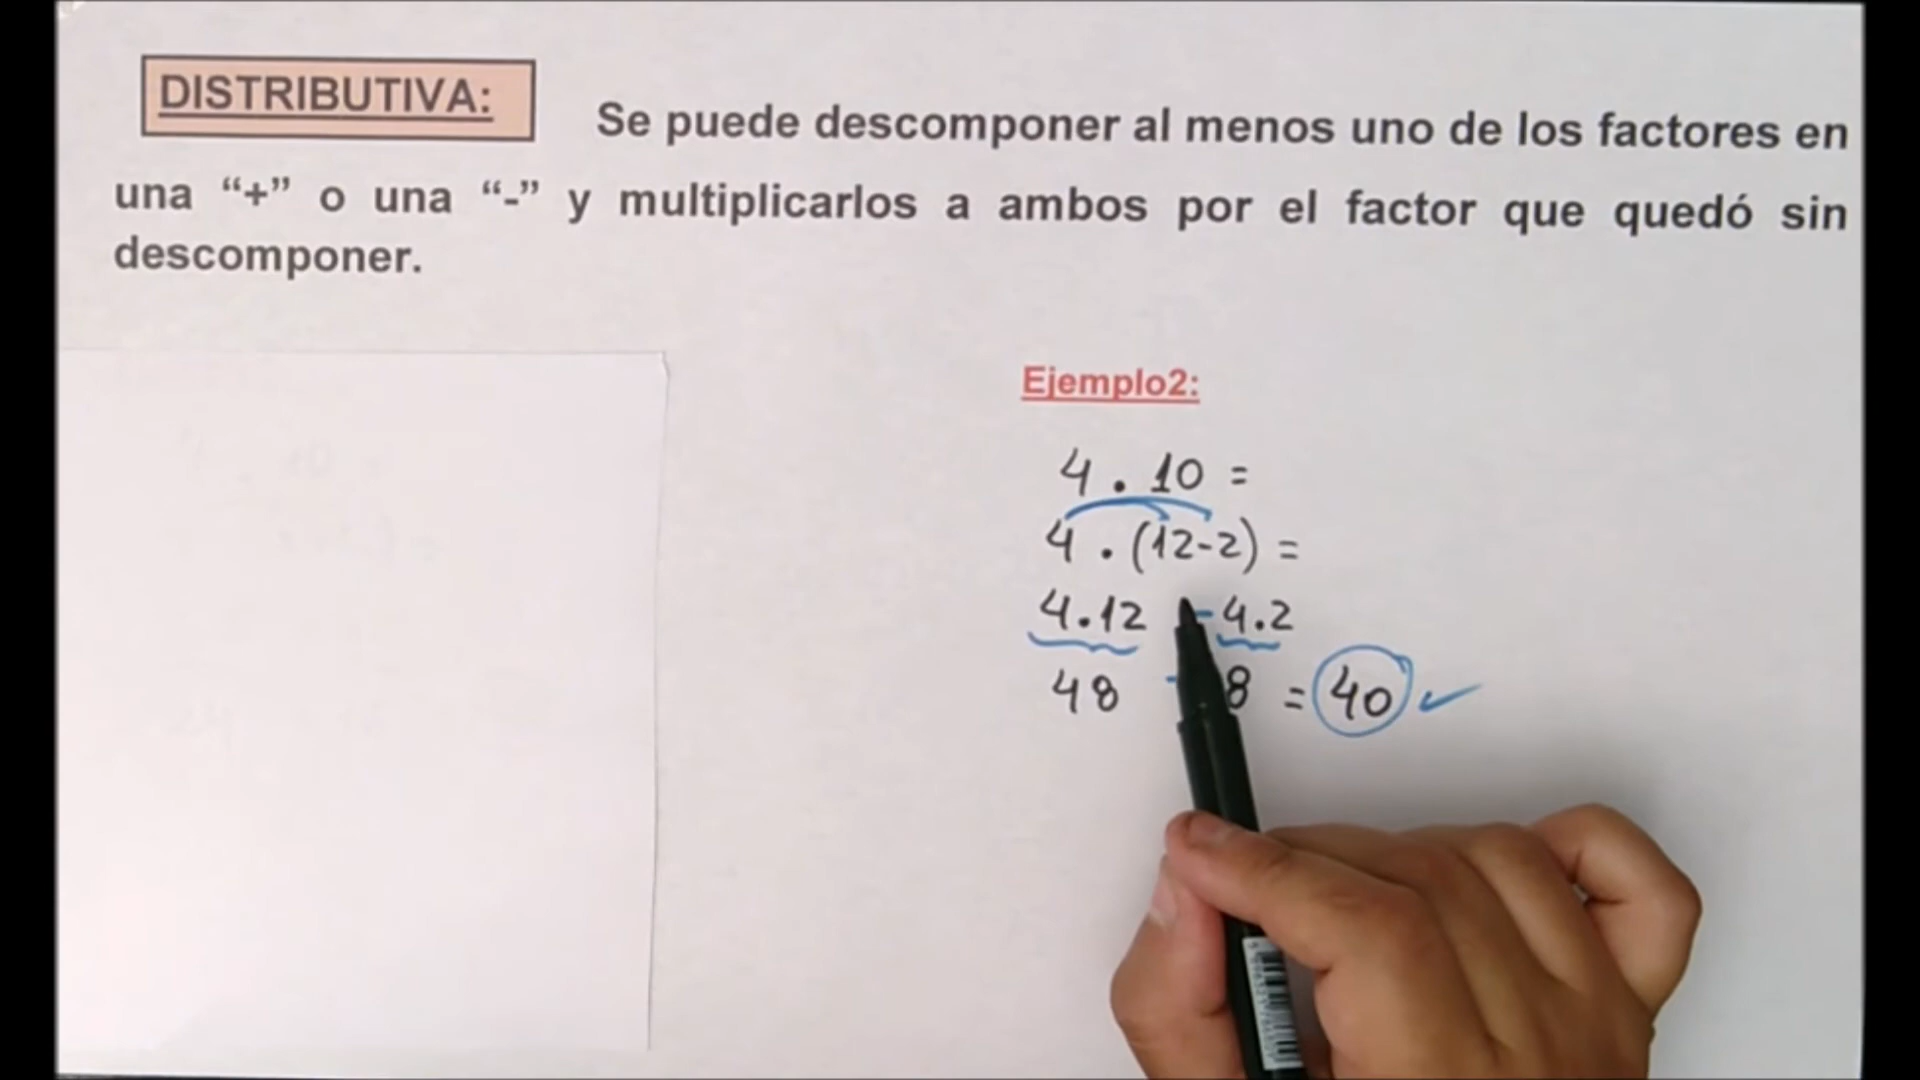 DISTRIBUTIVA: Se puede descomponer al menos uno de los factores en
una “+” o una “-” y multiplicarlos a ambos por el factor que quedó sin
descomponer.
Ejemplo2:
4 . 10 =
4 . (12-2) =
4.12 - 4.2
48 - 8 = 40 ✓